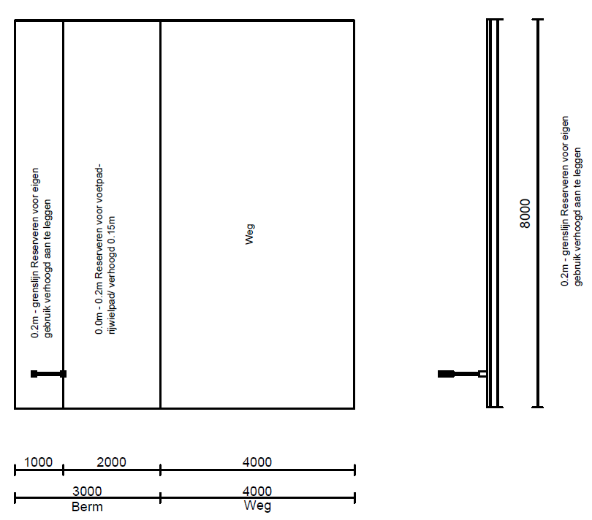 0.2m - grenslijn Reserveren voor eigen
gebruik verhoogd aan te leggen
0.0m - 0.2m Reserveren voor voetpad-
rijwielpad/ verhoogd 0.15m
Weg
8000
0.2m - grenslijn Reserveren voor eigen
gebruik verhoogd aan te leggen
1000 2000 4000
3000 4000
Berm Weg